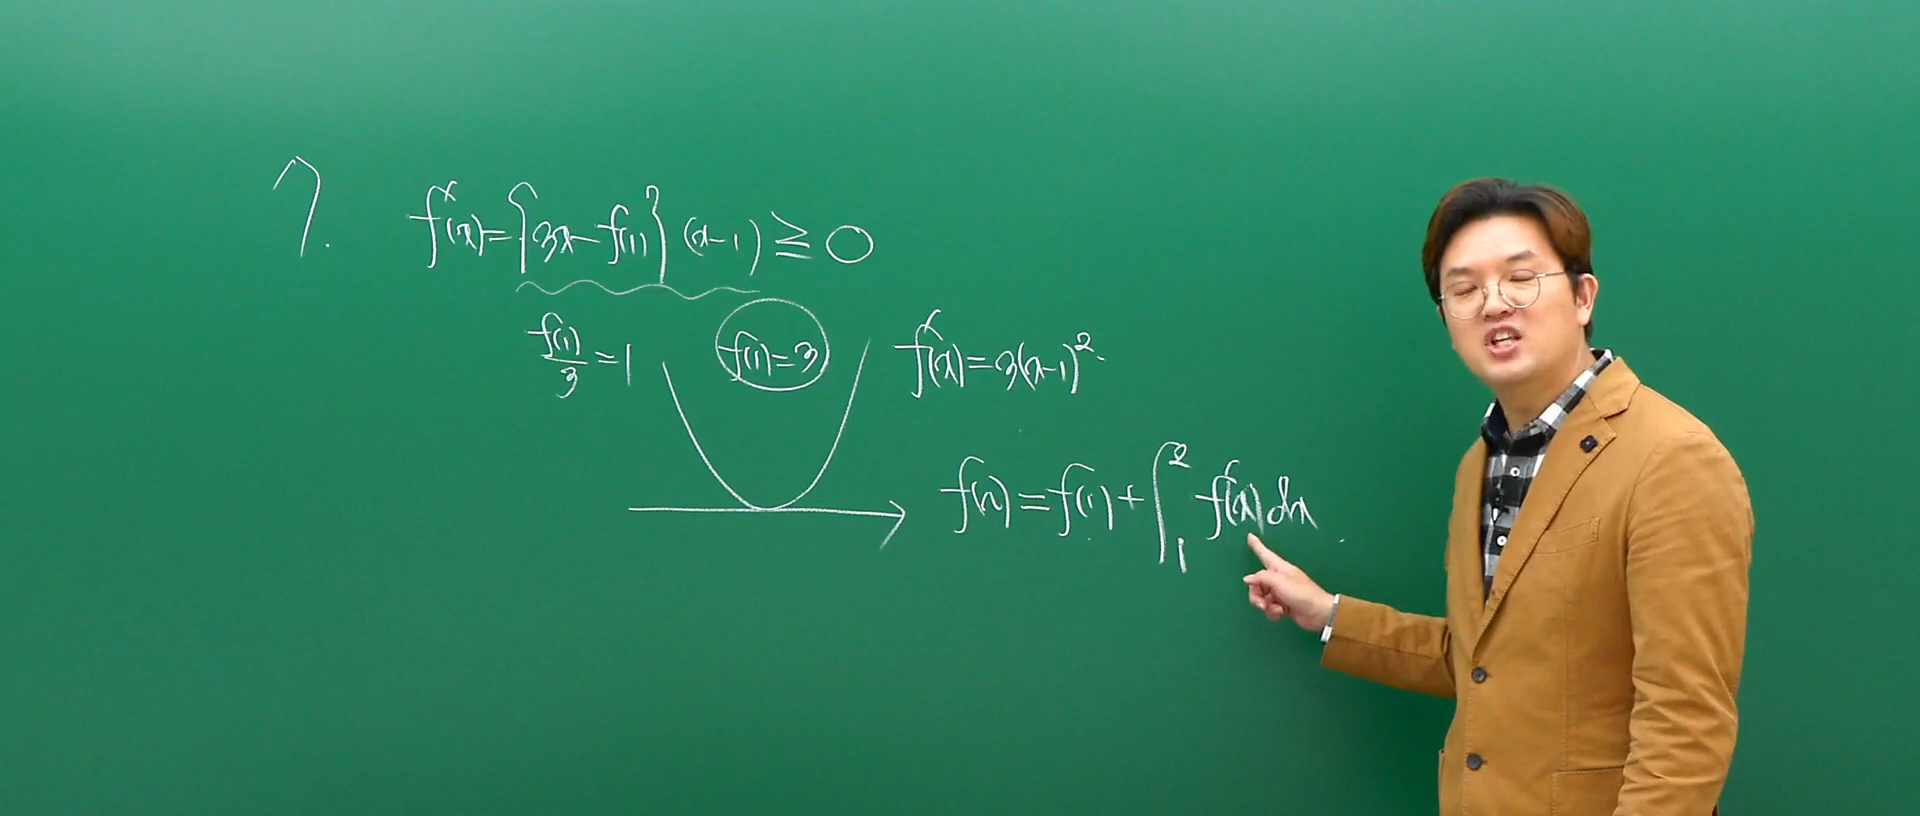 7. f'(x)={3x-f(1)}(x-1)≧0
f(1)/3=1 f(1)=3 f'(x)=3(x-1)².
f(2)=f(1)+∫₁² f'(x)dx